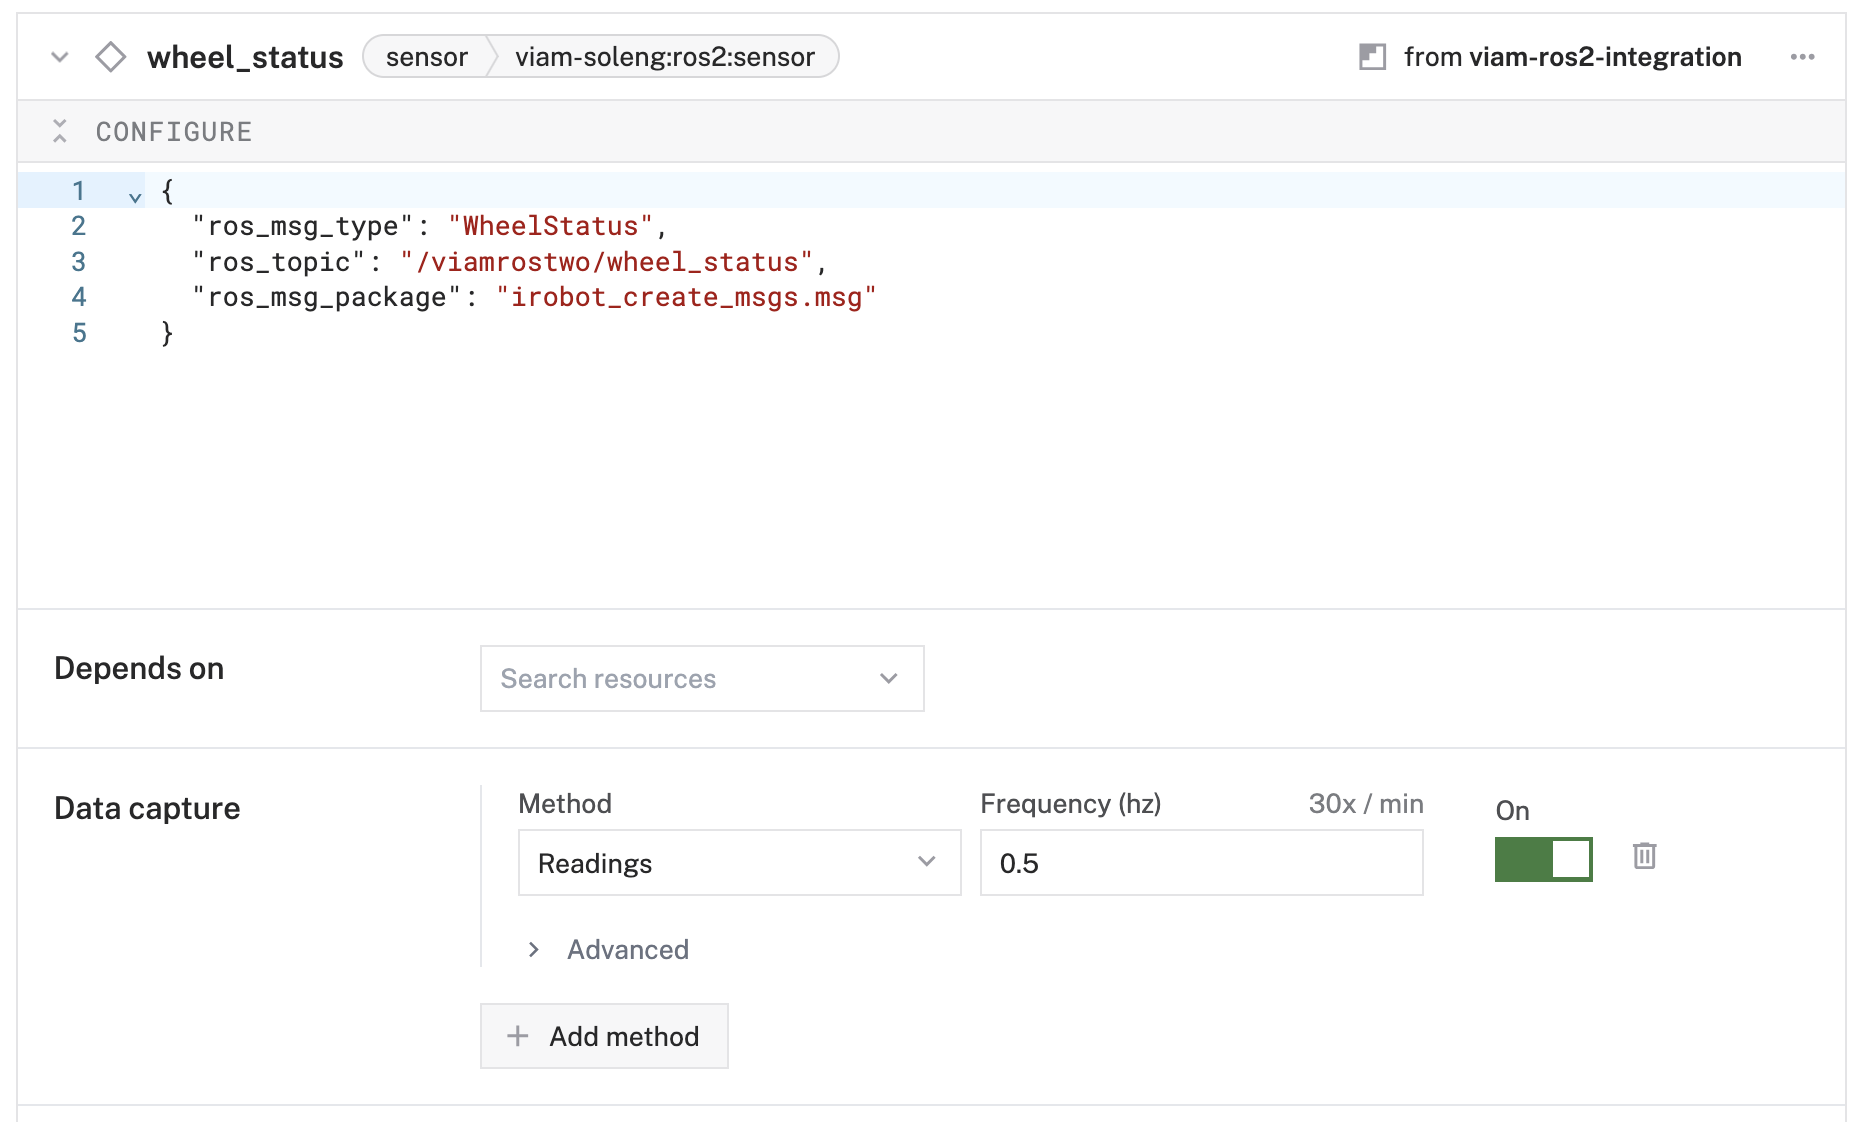 wheel_status sensor viam-soleng:ros2:sensor from viam-ros2-integration ...
CONFIGURE
1 {
2 "ros_msg_type": "WheelStatus",
3 "ros_topic": "/viamrostwo/wheel_status",
4 "ros_msg_package": "irobot_create_msgs.msg"
5 }
Depends on Search resources
Data capture Method Frequency (hz) 30x / min On
Readings 0.5
Advanced
+ Add method